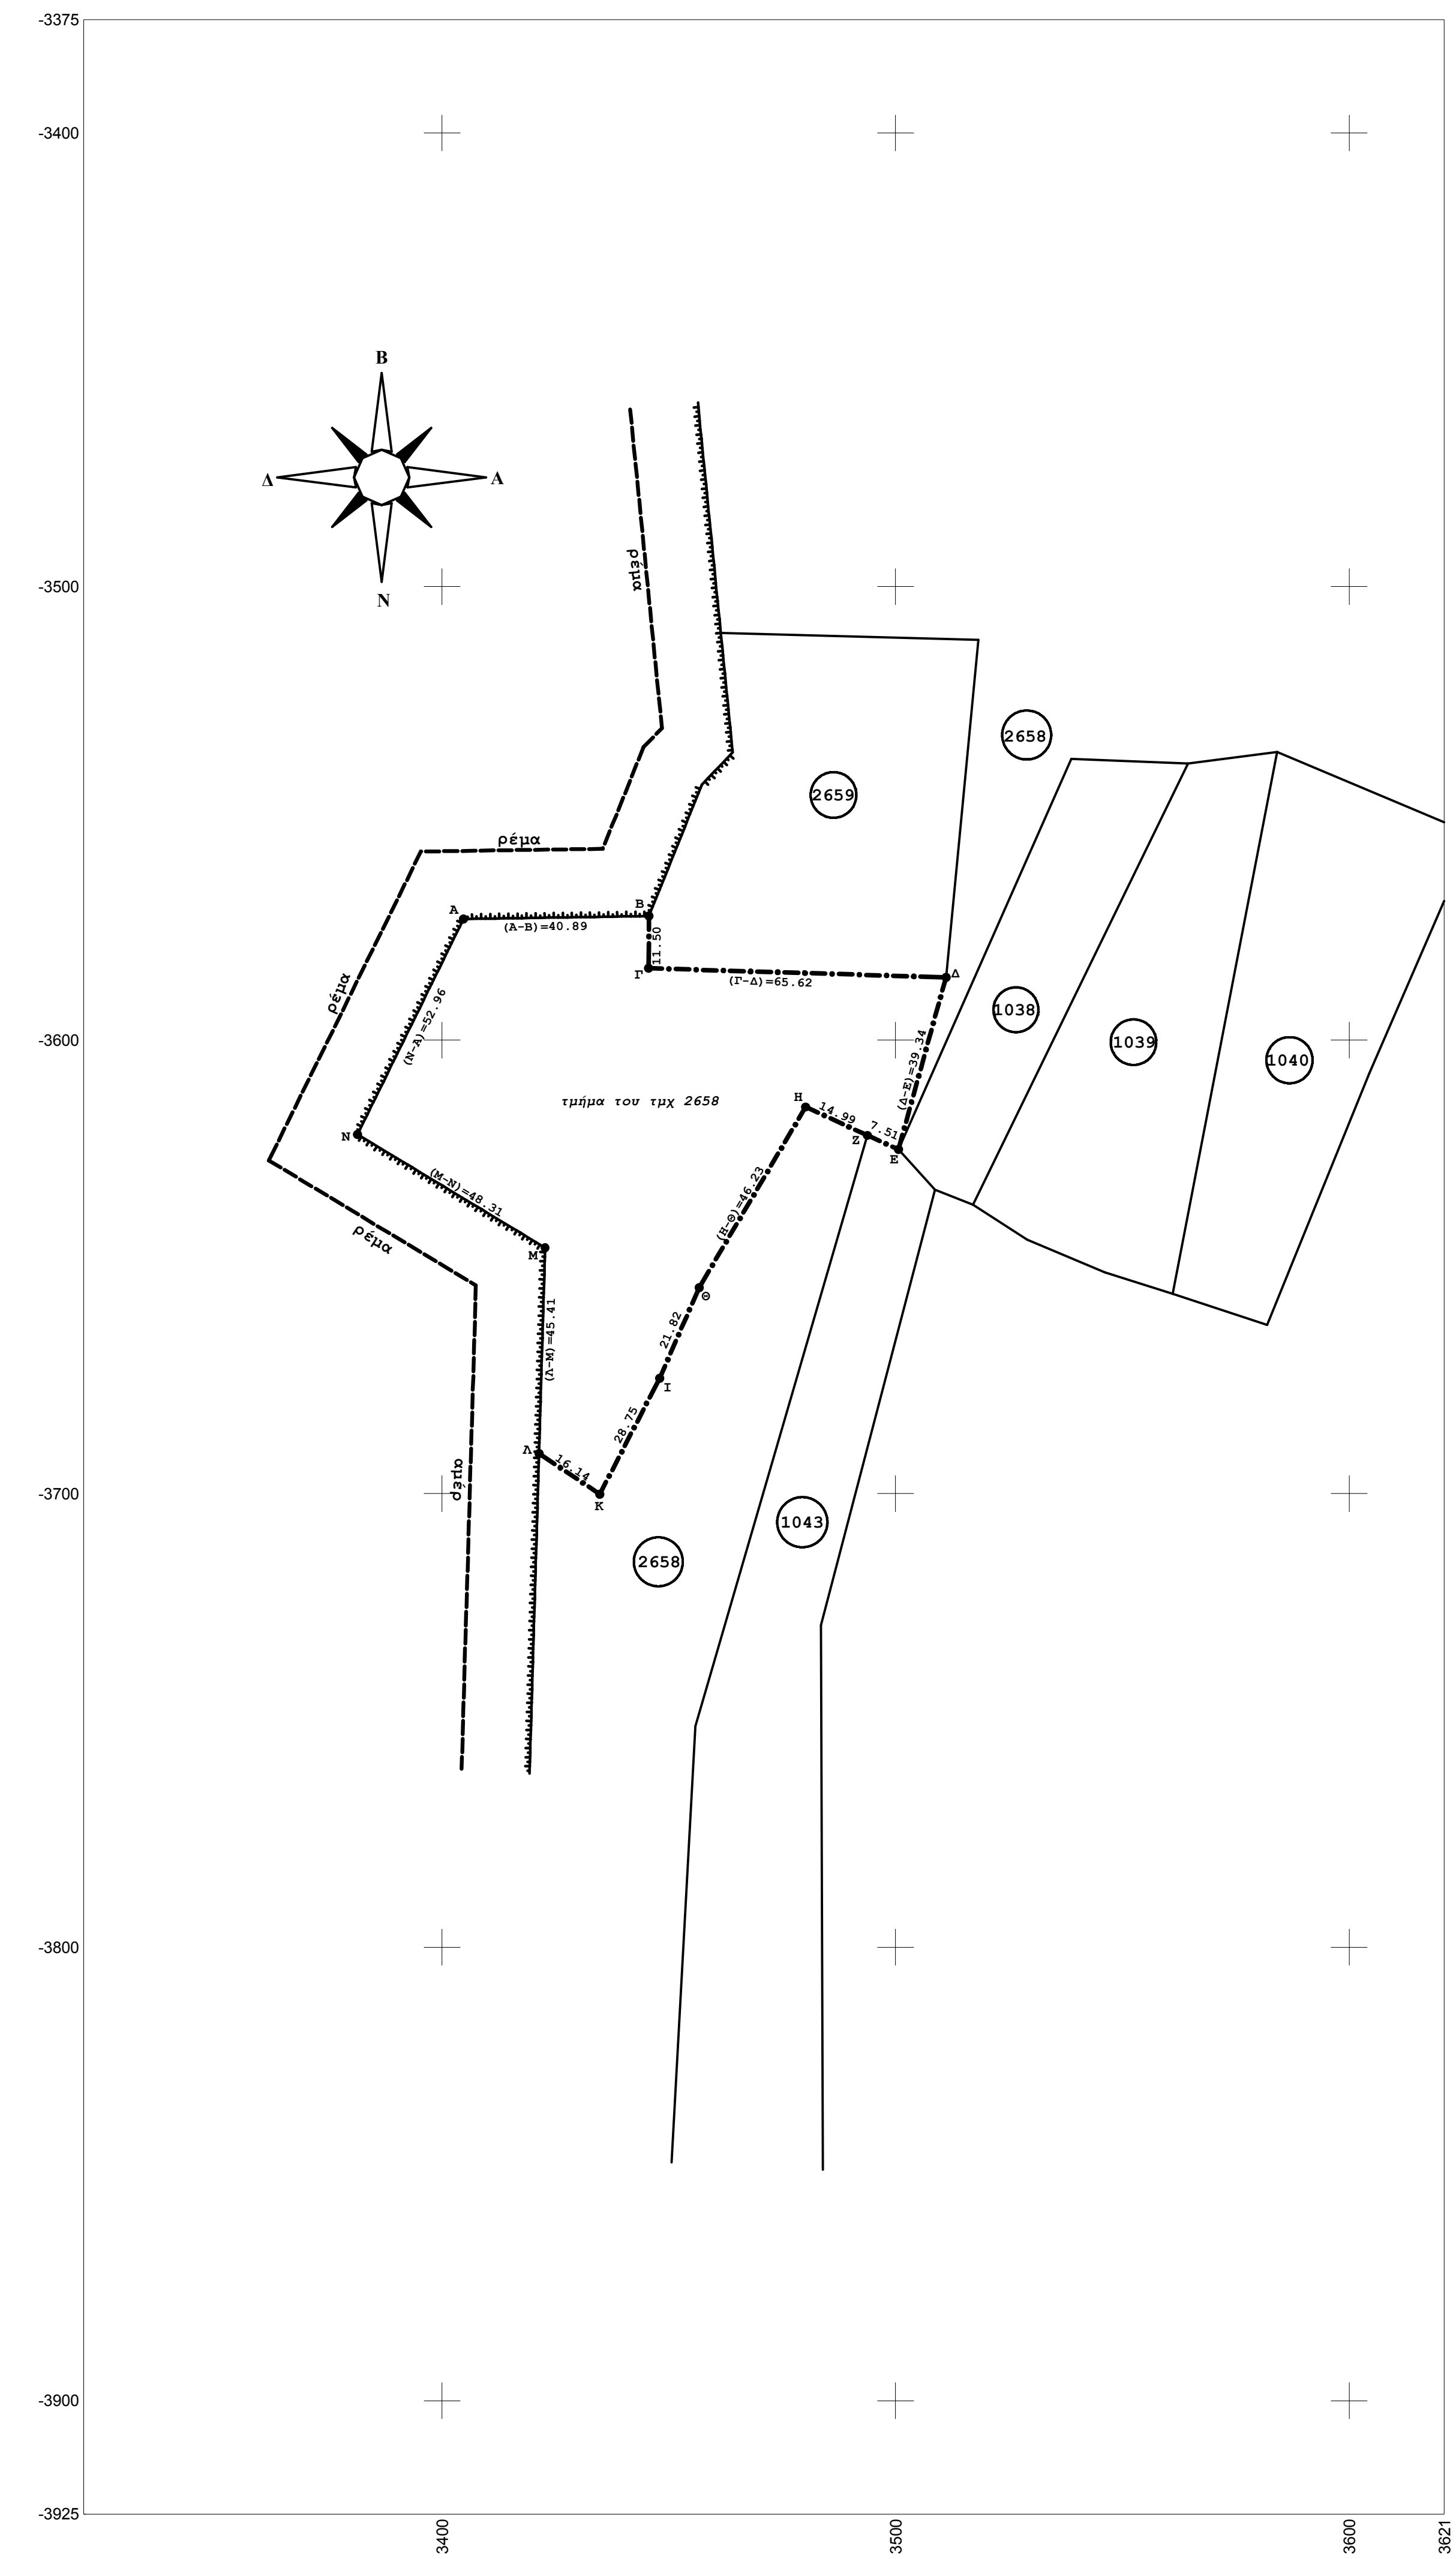 -3375
-3400
Β
Δ
Α
Ν
ρέμα
-3500
2658
2659
ρέμα
Α
Β
(Α-Β)=40.89
11.50
Γ
Δ
(Γ-Δ)=65.62
ρέμα
(Ν-Α)=52.96
1038
-3600
1039
1040
(Δ-Ε)=39.34
τμήμα του τμχ 2658
Η
14.99
7.51
Ζ
Ε
Ν
(Μ-Ν)=48.31
(Η-Θ)=46.23
ρέμα
Μ
Θ
(Λ-Μ)=45.41
21.82
Ι
28.75
Λ
16.14
ρέμα
Κ
-3700
1043
2658
-3800
-3900
-3925
3400
3500
3600
3621